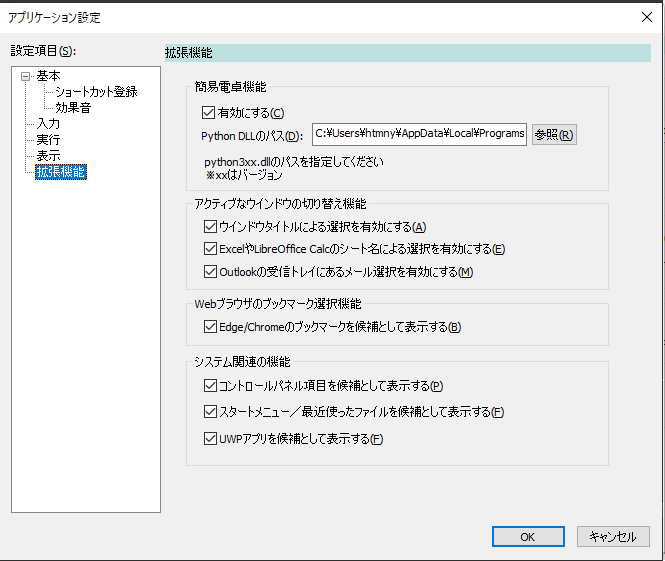 アプリケーション設定
設定項目(S):
基本
ショートカット登録
効果音
入力
実行
表示
拡張機能
拡張機能
簡易電卓機能
有効にする(C)
Python DLLのパス(D): C:¥Users¥htmny¥AppData¥Local¥Programs 参照(R)
python3xx.dllのパスを指定してください
※xxはバージョン
アクティブなウインドウの切り替え機能
ウインドウタイトルによる選択を有効にする(A)
ExcelやLibreOffice Calcのシート名による選択を有効にする(E)
Outlookの受信トレイにあるメール選択を有効にする(M)
Webブラウザのブックマーク選択機能
Edge/Chromeのブックマークを候補として表示する(B)
システム関連の機能
コントロールパネル項目を候補として表示する(P)
スタートメニュー／最近使ったファイルを候補として表示する(F)
UWPアプリを候補として表示する(F)
OK キャンセル